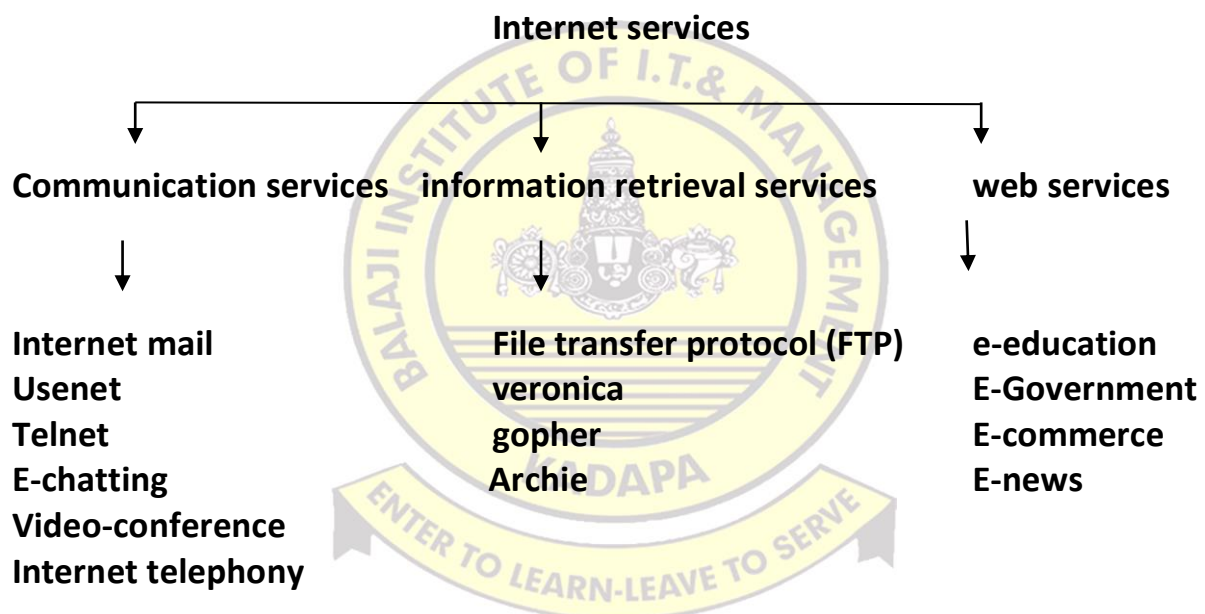 Internet services
Communication services information retrieval services web services
Internet mail File transfer protocol (FTP) e-education
Usenet veronica E-Government
Telnet gopher E-commerce
E-chatting Archie E-news
Video-conference
Internet telephony
BALAJI INSTITUTE OF I.T.& MANAGEMENT
KADAPA
ENTER TO LEARN-LEAVE TO SERVE